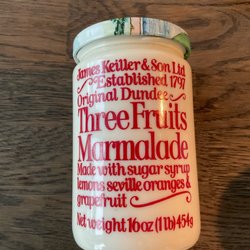 James Keiller & Son Ltd.
Established 1797
Original Dundee
Three Fruits
Marmalade
Made with sugar syrup
lemons seville oranges &
grapefruit
Net weight 16oz (1lb) 454g